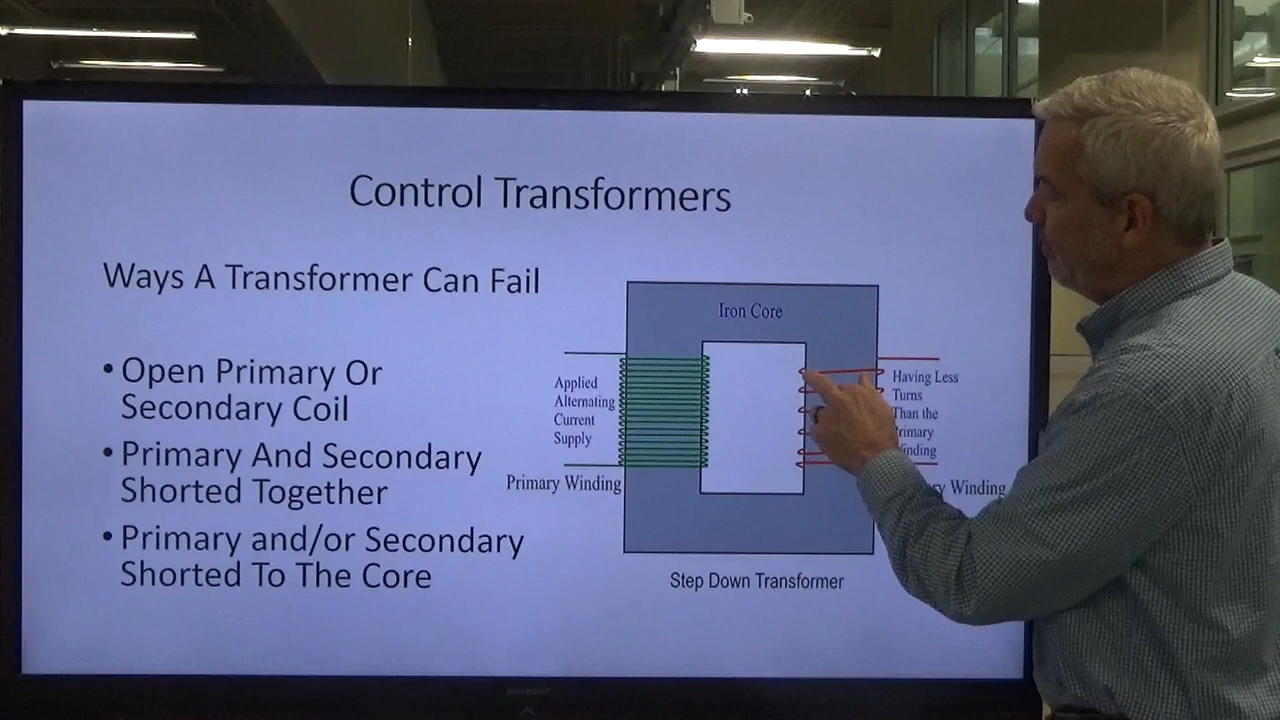 Control Transformers
Ways A Transformer Can Fail
• Open Primary Or
Secondary Coil
• Primary And Secondary
Shorted Together
• Primary and/or Secondary
Shorted To The Core
Iron Core
Applied
Alternating
Current
Supply
Primary Winding
Having Less
Turns
Than the
Winding
Step Down Transformer